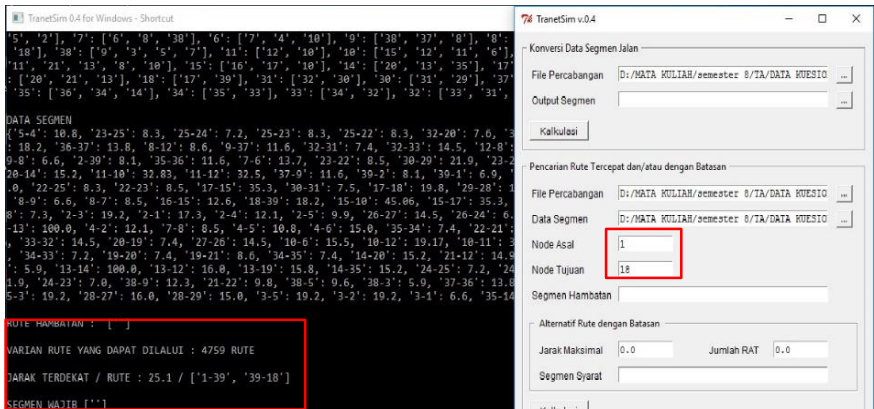 TranetSim 0.4 for Windows - Shortcut
'5', '2'], '7': ['6', '8', '38'], '6': ['7', '4', '10'], '9': ['38', '37', '8'], '8':
'18'], '38': ['9', '3', '5', '7'], '11': ['12', '10'], '10': ['15', '12', '11', '6'],
'11', '21', '13', '8', '10'], '15': ['16', '17', '10'], '14': ['20', '13', '35'], '17'
: ['20', '21', '13'], '18': ['17', '39'], '31': ['32', '30'], '30': ['31', '29'], '37'
'35': ['36', '34', '14'], '34': ['35', '33'], '33': ['34', '32'], '32': ['33', '31',
DATA SEGMEN
{'5-4': 10.8, '23-25': 8.3, '25-24': 7.2, '25-23': 8.3, '25-22': 8.3, '32-20': 7.6, '3
: 18.2, '36-37': 13.8, '8-12': 8.6, '9-37': 11.6, '32-31': 7.4, '32-33': 14.5, '12-8':
9-8': 6.6, '2-39': 8.1, '35-36': 11.6, '7-6': 13.7, '23-22': 8.5, '30-29': 21.9, '23-2
20-14': 15.2, '11-10': 32.83, '11-12': 32.5, '37-9': 11.6, '39-2': 8.1, '39-1': 6.9, '
.0, '22-25': 8.3, '22-23': 8.5, '17-15': 35.3, '30-31': 7.5, '17-18': 19.8, '29-28': 1
'8-9': 6.6, '8-7': 8.5, '16-15': 12.6, '18-39': 18.2, '15-10': 45.06, '15-17': 35.3,
8': 7.3, '2-3': 19.2, '2-1': 17.3, '2-4': 12.1, '2-5': 9.9, '26-27': 14.5, '26-24': 6.
-13': 100.0, '4-2': 12.1, '7-8': 8.5, '4-5': 10.8, '4-6': 15.0, '35-34': 7.4, '22-21':
, '33-32': 14.5, '20-19': 7.4, '27-26': 14.5, '10-6': 15.5, '10-12': 19.17, '10-11': 3
, '34-33': 7.2, '19-20': 7.4, '19-21': 8.6, '34-35': 7.4, '14-20': 15.2, '21-12': 14.9
': 5.9, '13-14': 100.0, '13-12': 16.0, '13-19': 15.8, '14-35': 15.2, '24-25': 7.2, '24
1.9, '24-23': 7.0, '38-9': 12.3, '21-22': 9.8, '38-5': 9.6, '38-3': 5.9, '37-36': 13.8
5-3': 19.2, '28-27': 16.0, '28-29': 15.0, '3-5': 19.2, '3-2': 19.2, '3-1': 6.6, '35-14
RUTE HAMBATAN : ['']
VARIAN RUTE YANG DAPAT DILALUI : 4759 RUTE
JARAK TERDEKAT / RUTE : 25.1 / ['1-39', '39-18']
SEGMEN WAJIB ['']
TranetSim v.0.4
Konversi Data Segmen Jalan
File Percabangan D:/MATA KULIAH/semester 8/TA/DATA KUESIO ...
Output Segmen ...
Kalkulasi
Pencarian Rute Tercepat dan/atau dengan Batasan
File Percabangan D:/MATA KULIAH/semester 8/TA/DATA KUESIO ...
Data Segmen D:/MATA KULIAH/semester 8/TA/DATA KUESIO ...
Node Asal 1
Node Tujuan 18
Segmen Hambatan
Alternatif Rute dengan Batasan
Jarak Maksimal 0.0 Jumlah RAT 0.0
Segmen Syarat